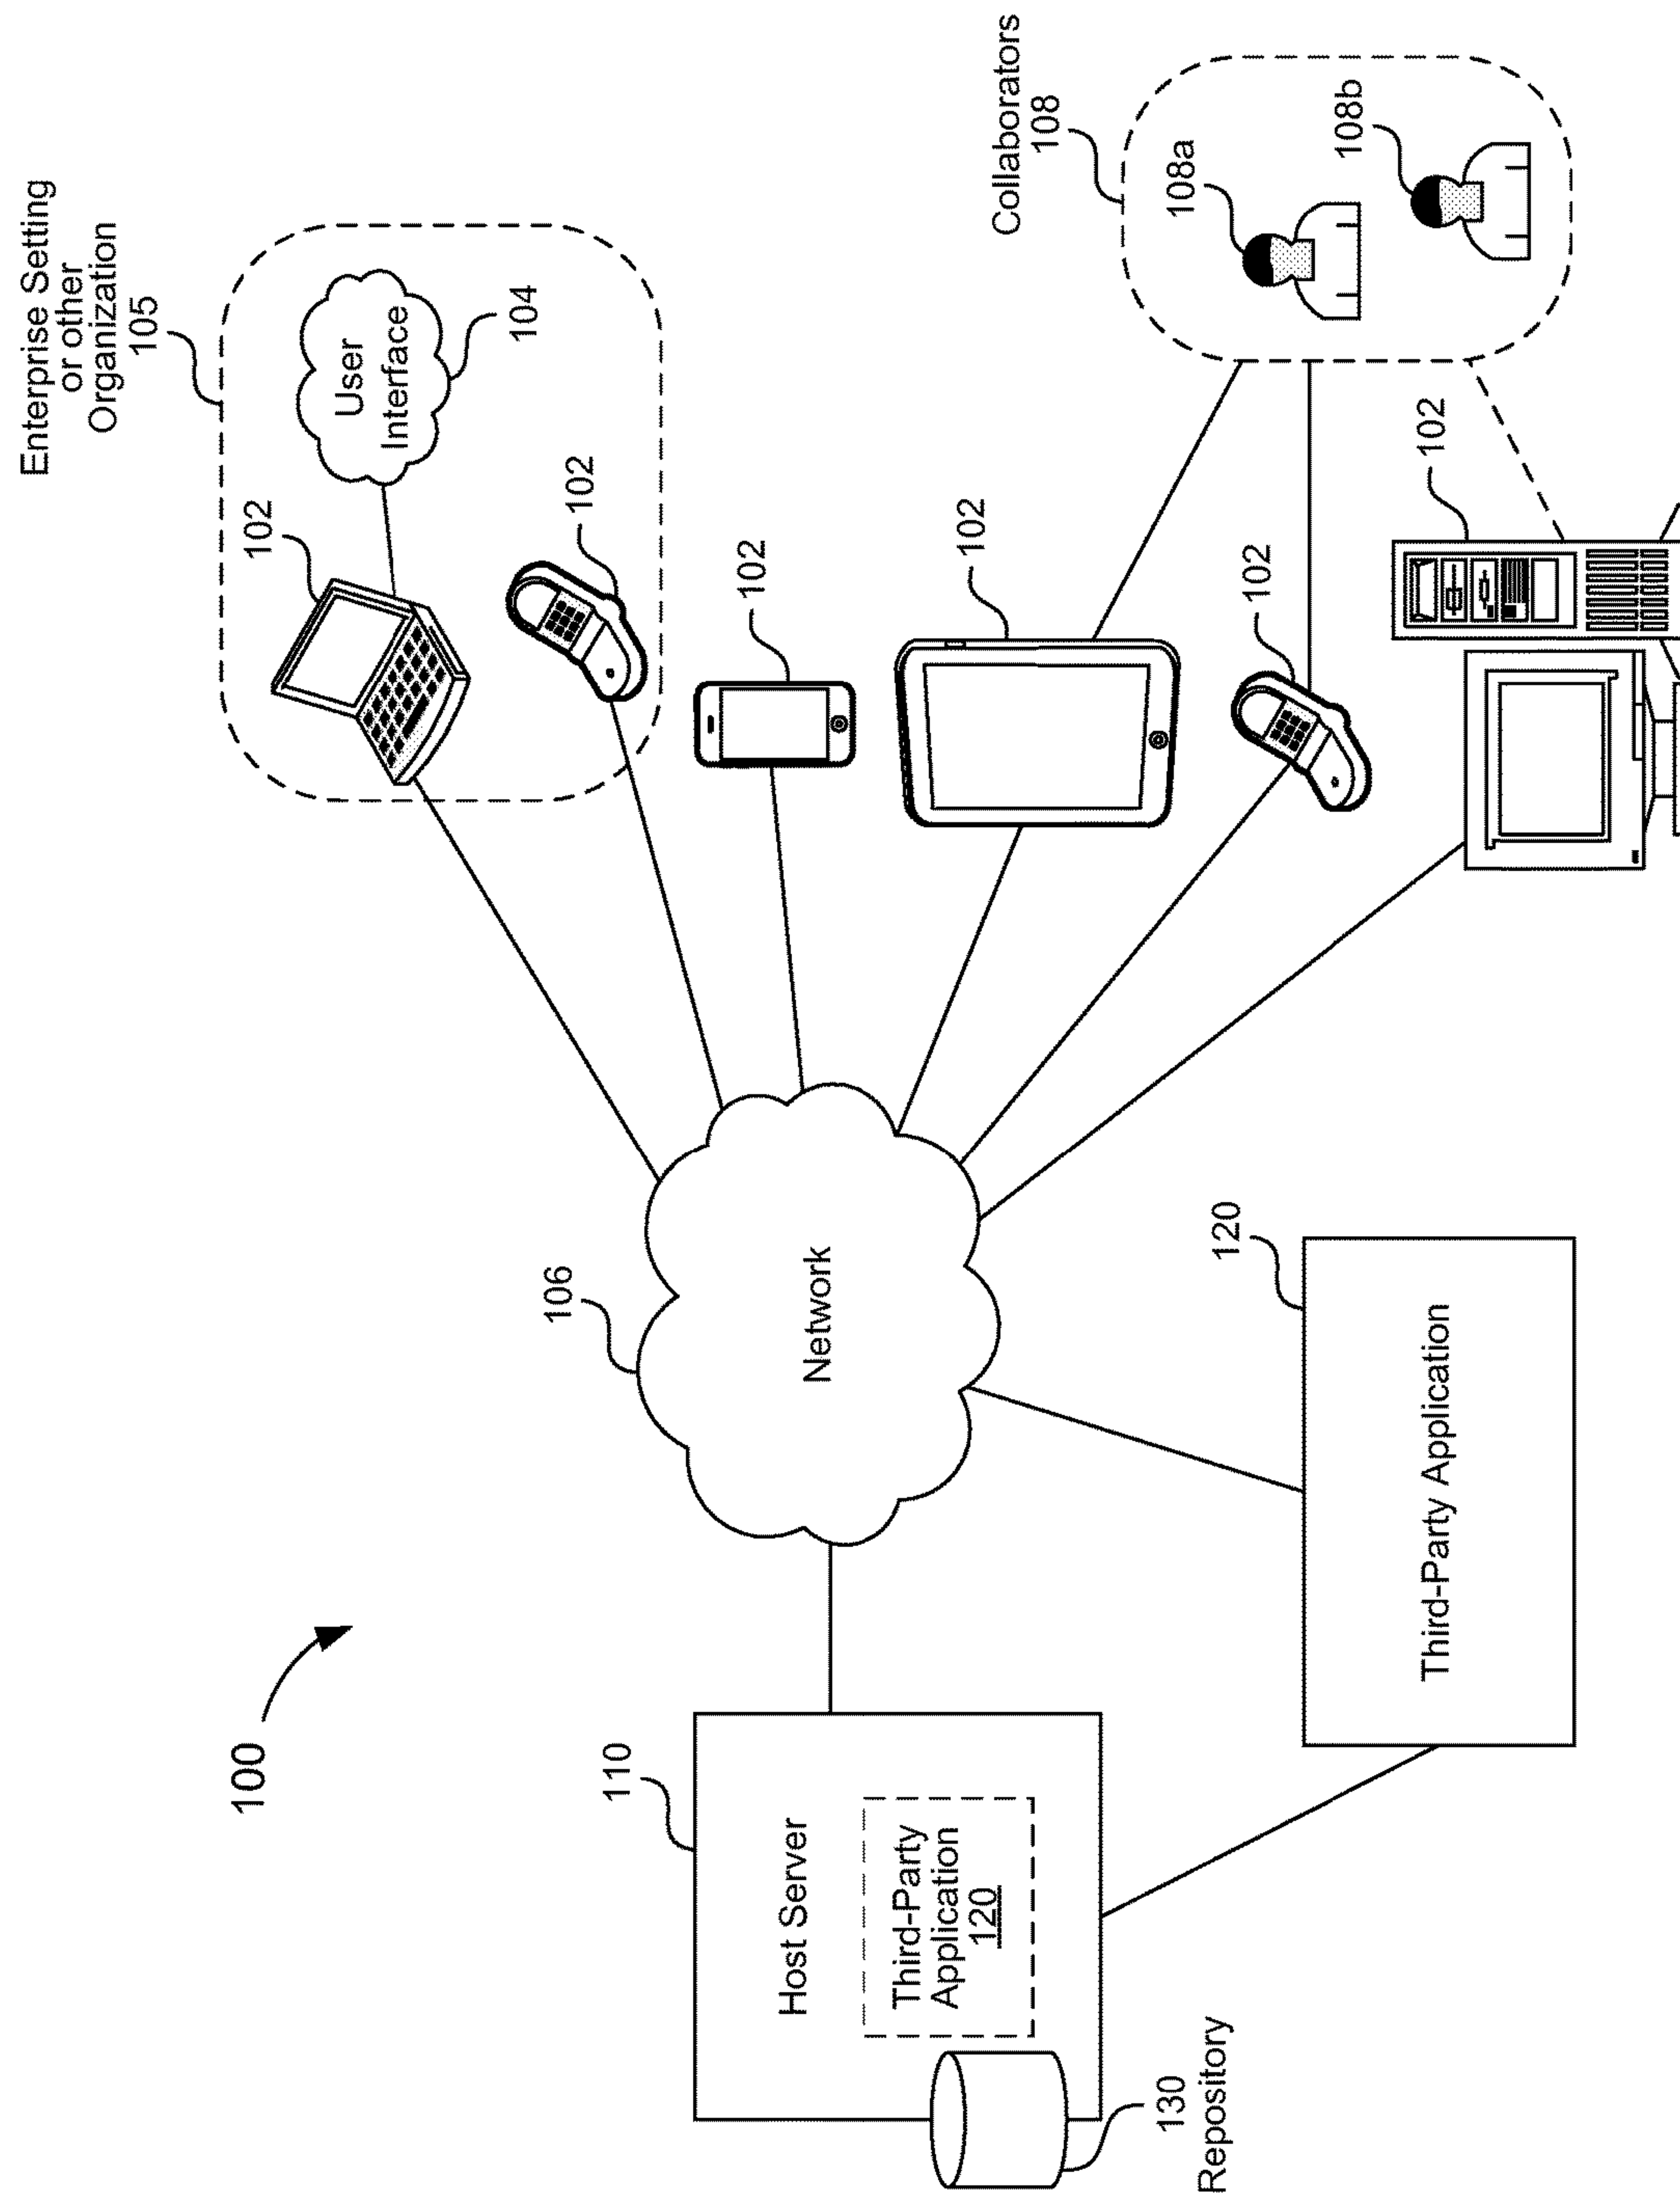 100
Enterprise Setting
or other
Organization
105
102
User
Interface
104
102
102
102
102
102
Collaborators
108
108a
108b
106
Network
110
Host Server
Third-Party
Application
120
130
Repository
120
Third-Party Application